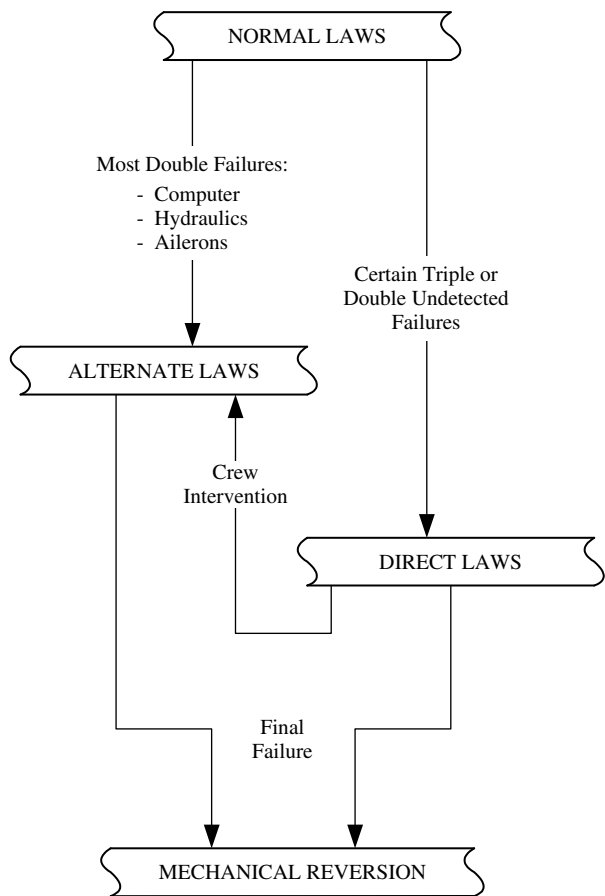 NORMAL LAWS
Most Double Failures:
- Computer
- Hydraulics
- Ailerons
Certain Triple or
Double Undetected
Failures
ALTERNATE LAWS
Crew
Intervention
DIRECT LAWS
Final
Failure
MECHANICAL REVERSION